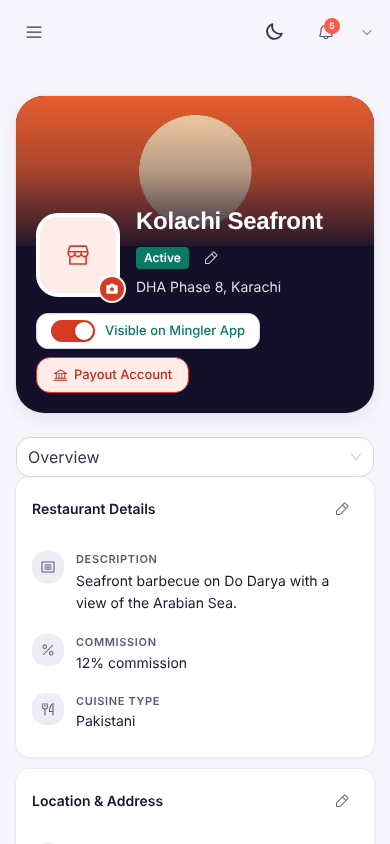 5
Kolachi Seafront
Active
DHA Phase 8, Karachi
Visible on Mingler App
Payout Account
Overview
Restaurant Details
DESCRIPTION
Seafront barbecue on Do Darya with a
view of the Arabian Sea.
COMMISSION
12% commission
CUISINE TYPE
Pakistani
Location & Address